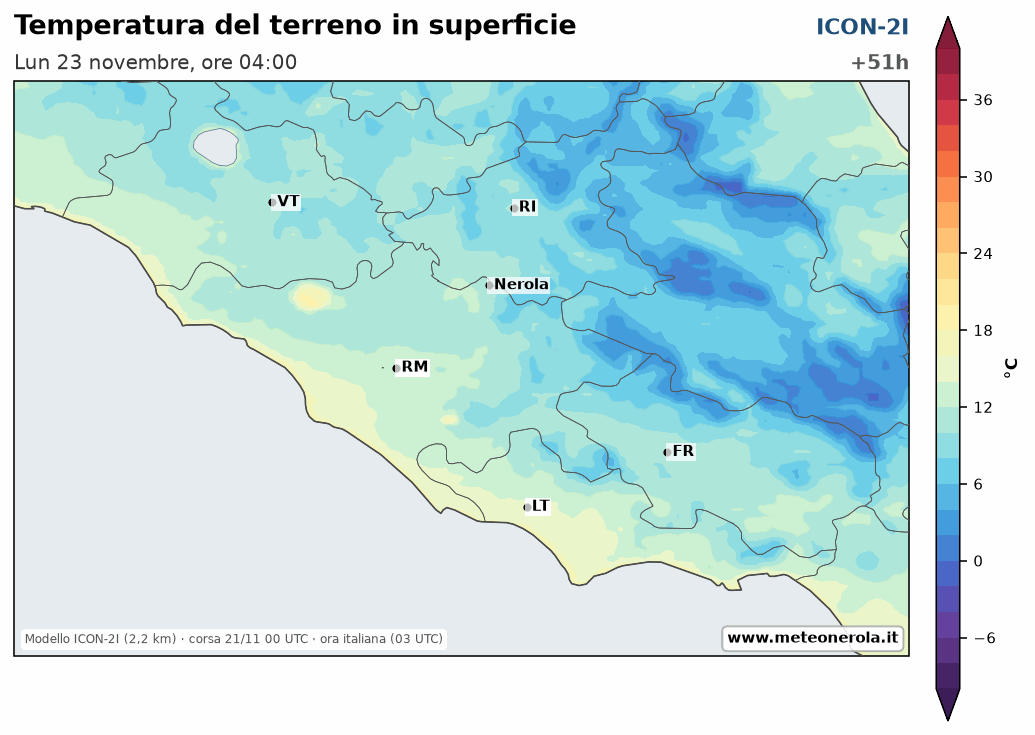 Temperatura del terreno in superficie
ICON-2I
Lun 23 novembre, ore 04:00
+51h
36
30
24
18
12
6
0
−6
°C
VT
RI
Nerola
RM
FR
LT
Modello ICON-2I (2,2 km) · corsa 21/11 00 UTC · ora italiana (03 UTC)
www.meteonerola.it